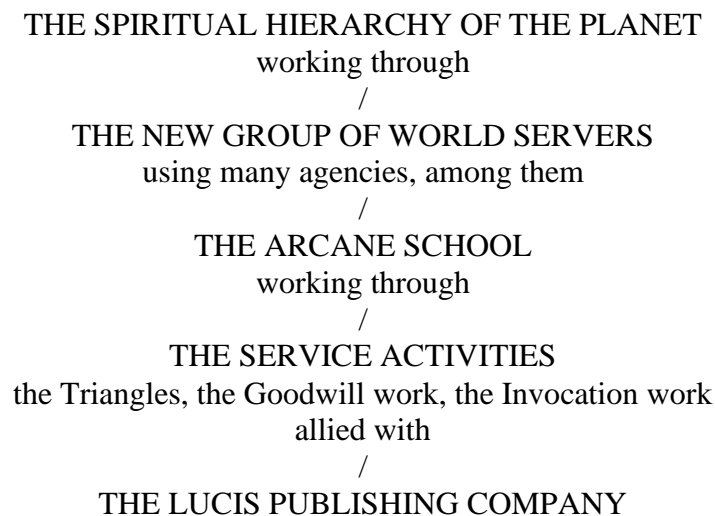 THE SPIRITUAL HIERARCHY OF THE PLANET
working through
/
THE NEW GROUP OF WORLD SERVERS
using many agencies, among them
/
THE ARCANE SCHOOL
working through
/
THE SERVICE ACTIVITIES
the Triangles, the Goodwill work, the Invocation work
allied with
/
THE LUCIS PUBLISHING COMPANY